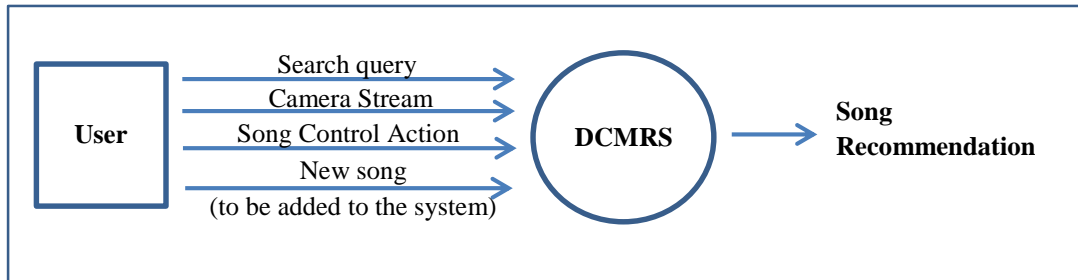 User
Search query
Camera Stream
Song Control Action
New song
(to be added to the system)
DCMRS
Song
Recommendation